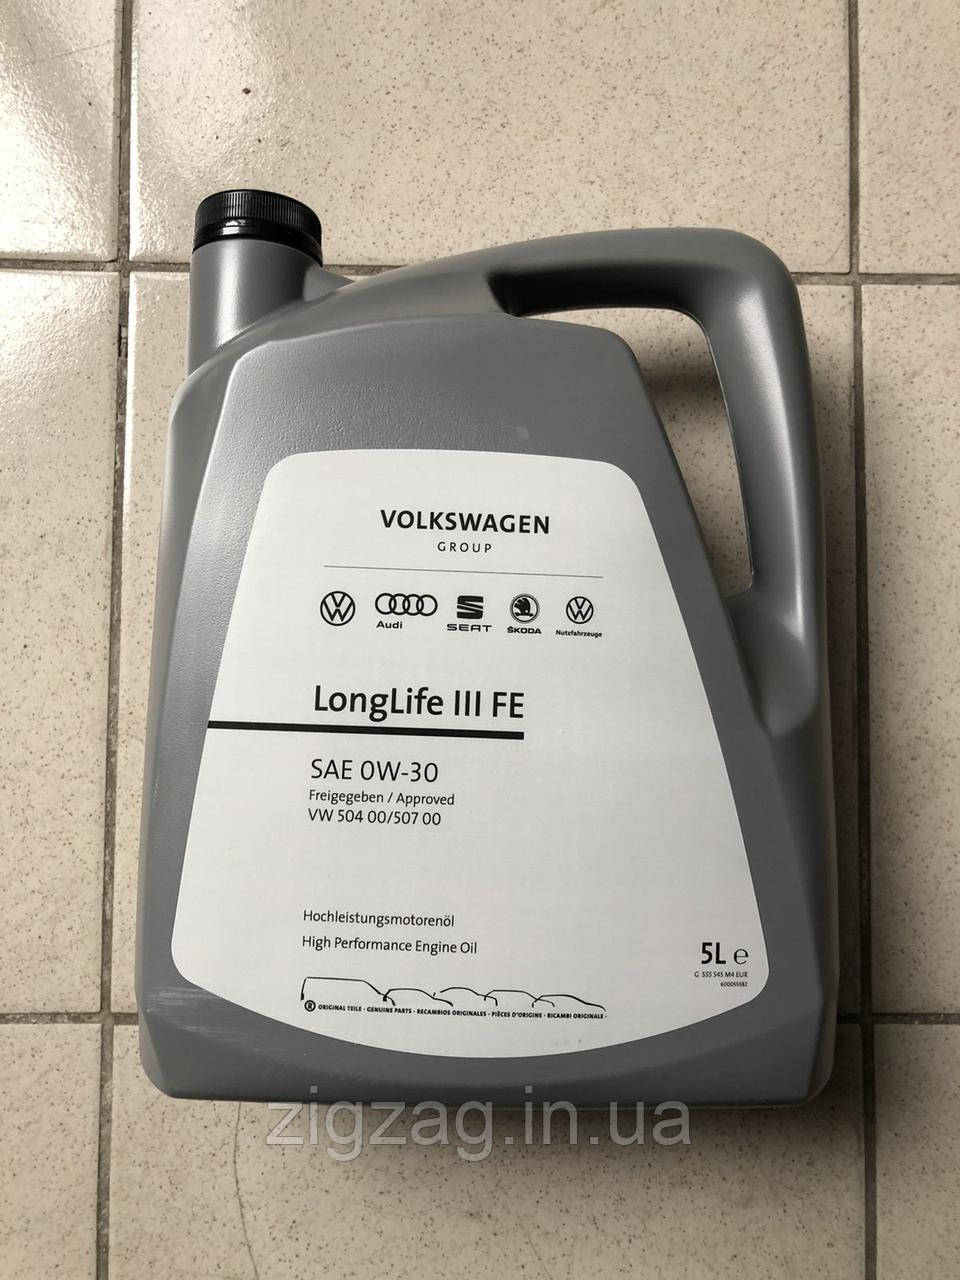 VOLKSWAGEN
GROUP
Audi
SEAT
ŠKODA
Nutzfahrzeuge
LongLife III FE
SAE 0W-30
Freigegeben / Approved
VW 504 00/507 00
Hochleistungsmotorenöl
High Performance Engine Oil
5L e
G S55 545 M4 EUR
600055382
® ORIGINAL TEILE · GENUINE PARTS · RECAMBIOS ORIGINALES · PIÈCES D'ORIGINE · RICAMBI ORIGINALE ·
zigzag.in.ua